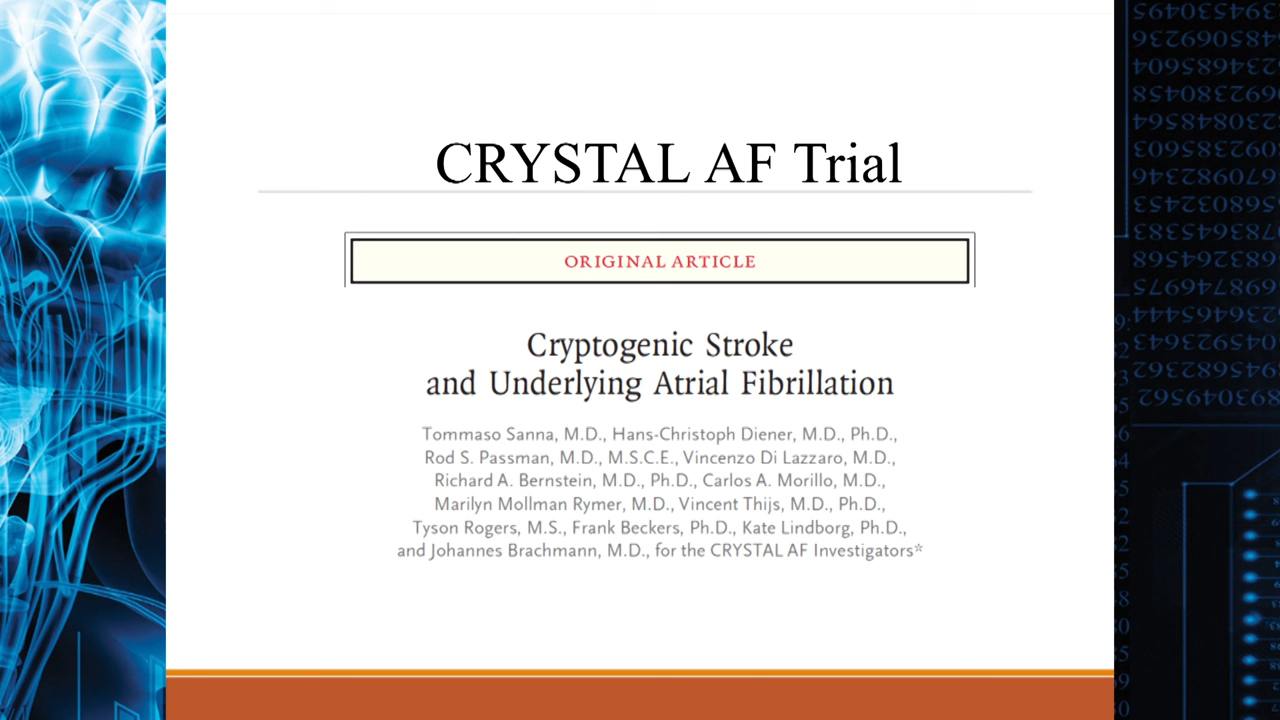 CRYSTAL AF Trial
ORIGINAL ARTICLE
Cryptogenic Stroke
and Underlying Atrial Fibrillation
Tommaso Sanna, M.D., Hans-Christoph Diener, M.D., Ph.D.,
Rod S. Passman, M.D., M.S.C.E., Vincenzo Di Lazzaro, M.D.,
Richard A. Bernstein, M.D., Ph.D., Carlos A. Morillo, M.D.,
Marilyn Mollman Rymer, M.D., Vincent Thijs, M.D., Ph.D.,
Tyson Rogers, M.S., Frank Beckers, Ph.D., Kate Lindborg, Ph.D.,
and Johannes Brachmann, M.D., for the CRYSTAL AF Investigators*